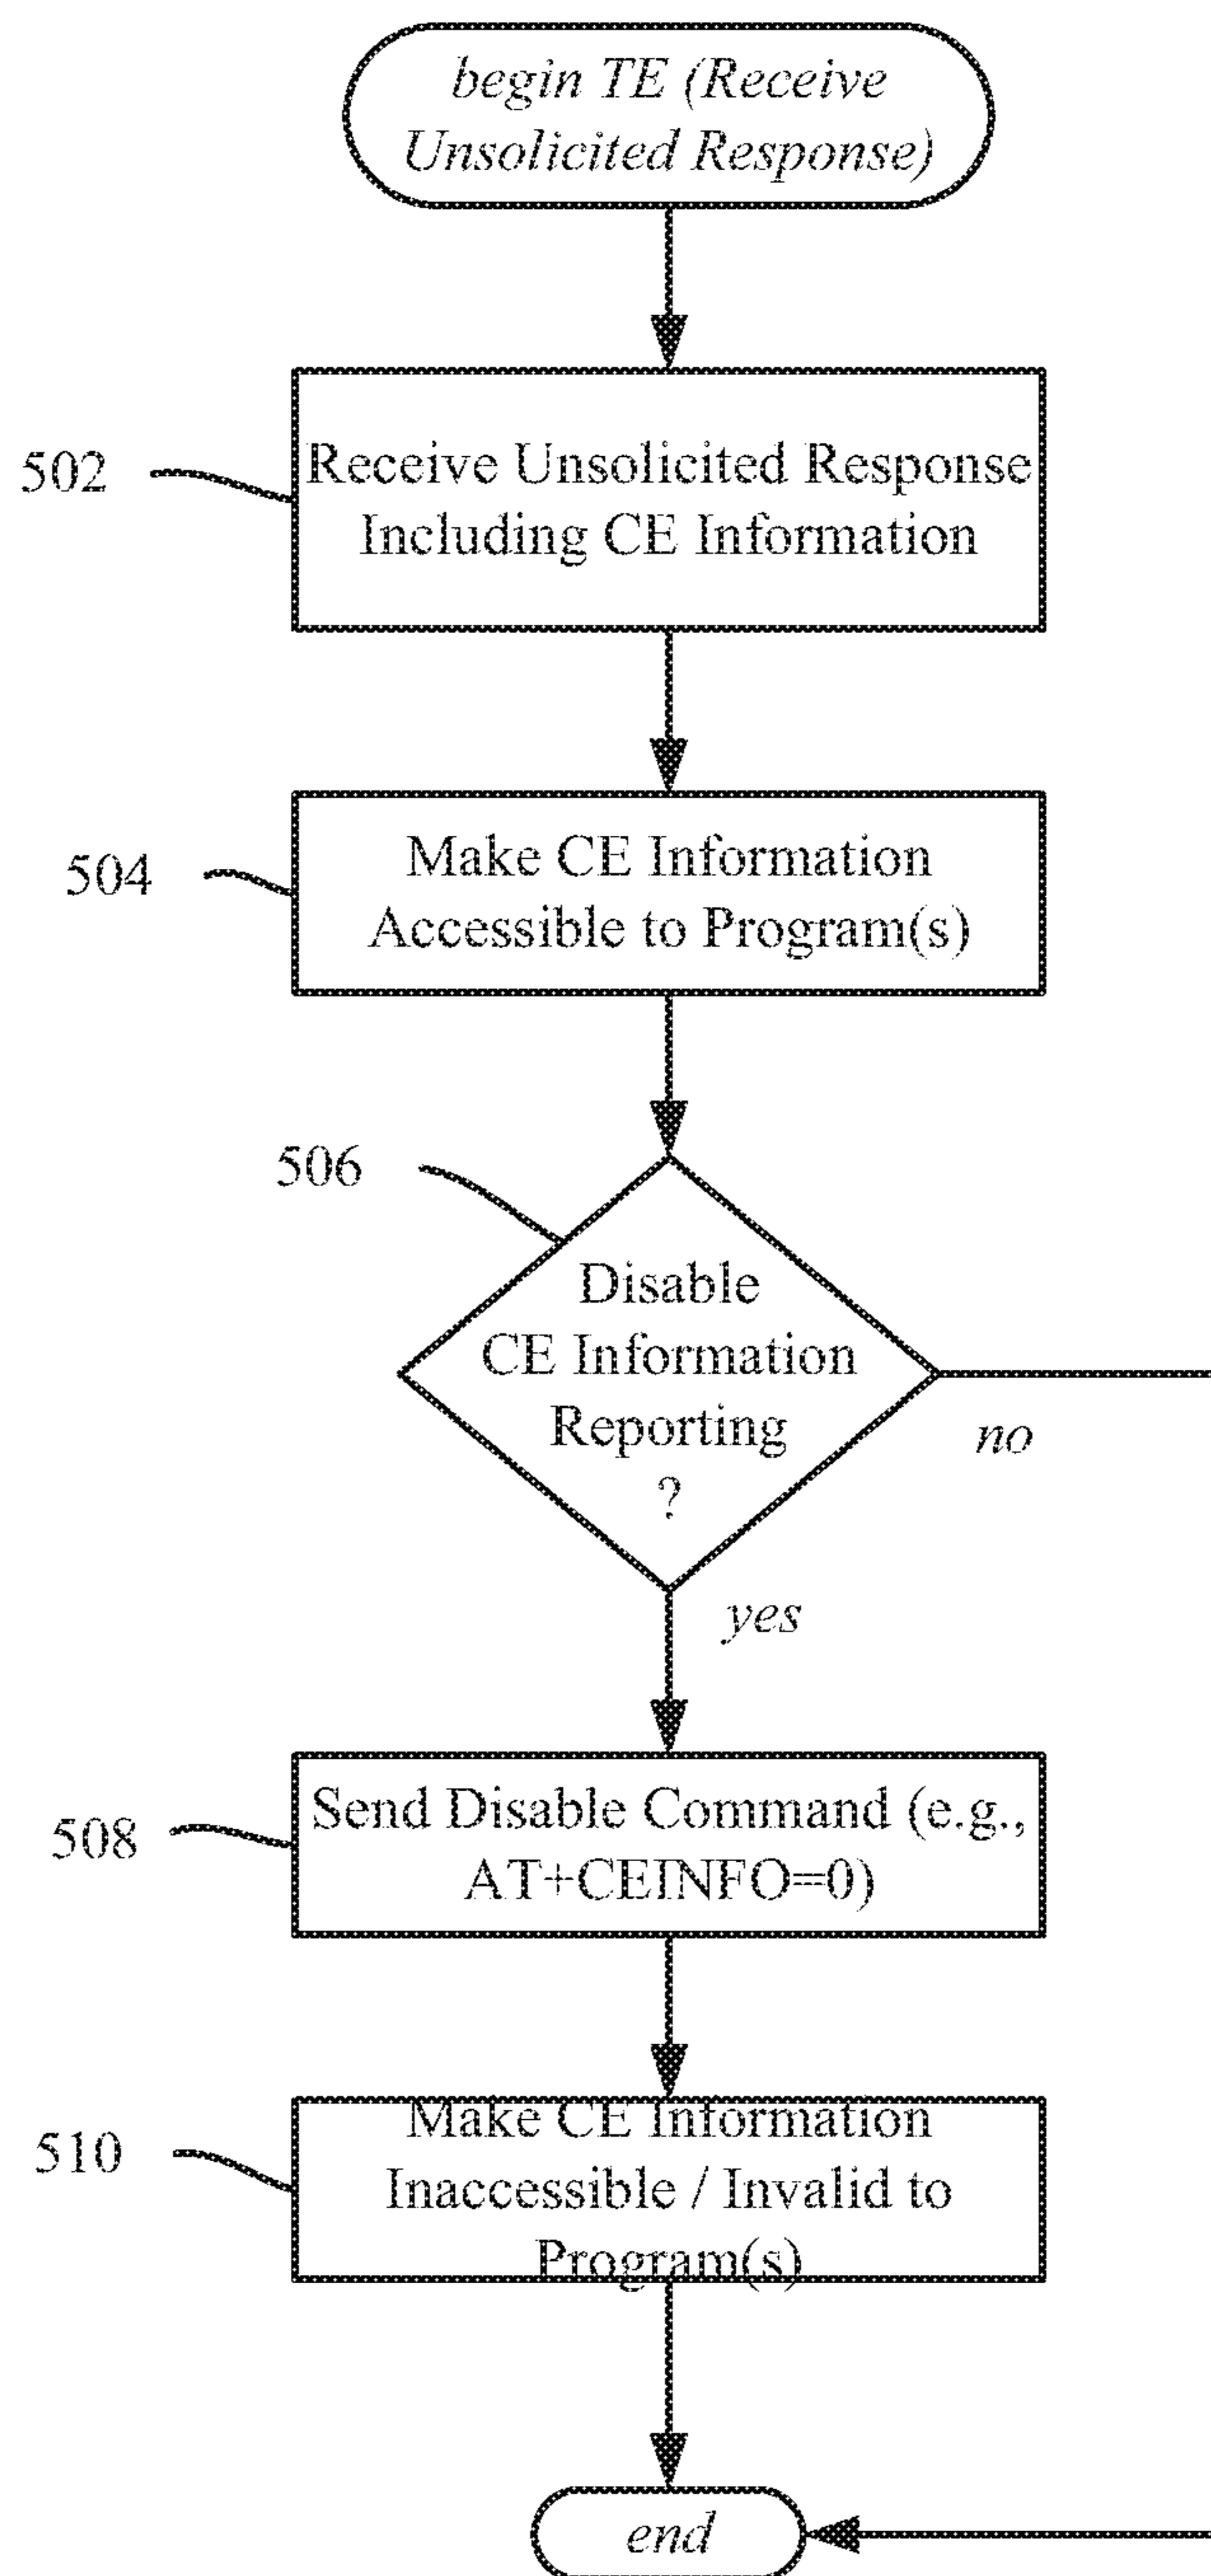 begin TE (Receive
Unsolicited Response)
502
Receive Unsolicited Response
Including CE Information
504
Make CE Information
Accessible to Program(s)
506
Disable
CE Information
Reporting
?
no
yes
508
Send Disable Command (e.g.,
AT+CEINFO=0)
510
Make CE Information
Inaccessible / Invalid to
Program(s)
end